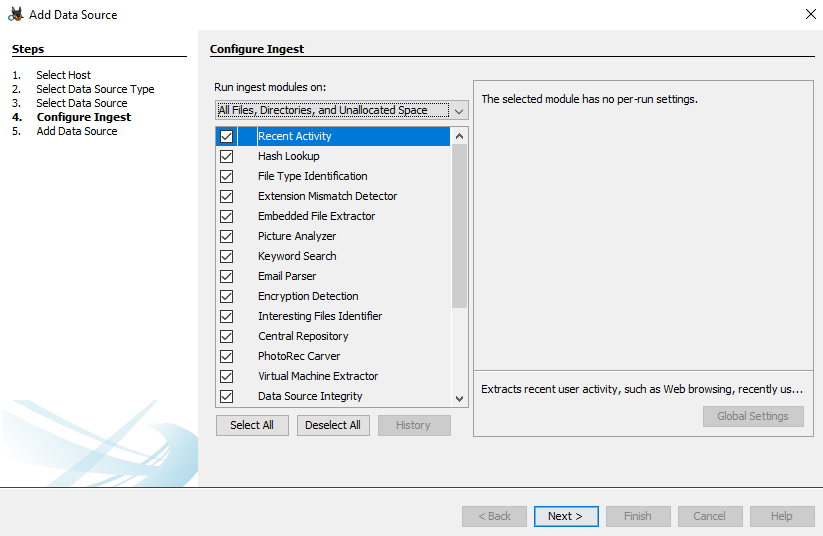 Add Data Source
Steps
1. Select Host
2. Select Data Source Type
3. Select Data Source
4. Configure Ingest
5. Add Data Source
Configure Ingest
Run ingest modules on:
All Files, Directories, and Unallocated Space
Recent Activity
Hash Lookup
File Type Identification
Extension Mismatch Detector
Embedded File Extractor
Picture Analyzer
Keyword Search
Email Parser
Encryption Detection
Interesting Files Identifier
Central Repository
PhotoRec Carver
Virtual Machine Extractor
Data Source Integrity
Select All
Deselect All
History
The selected module has no per-run settings.
Extracts recent user activity, such as Web browsing, recently us...
Global Settings
< Back
Next >
Finish
Cancel
Help